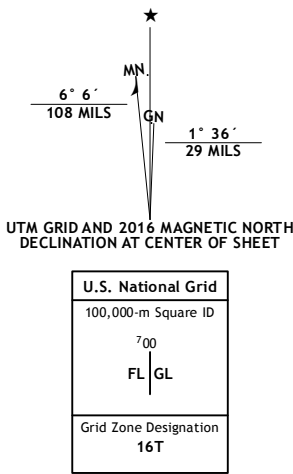 ★
MN
6° 6´
108 MILS
GN
1° 36´
29 MILS
UTM GRID AND 2016 MAGNETIC NORTH
DECLINATION AT CENTER OF SHEET
U.S. National Grid
100,000-m Square ID
⁷00
FL GL
Grid Zone Designation
16T